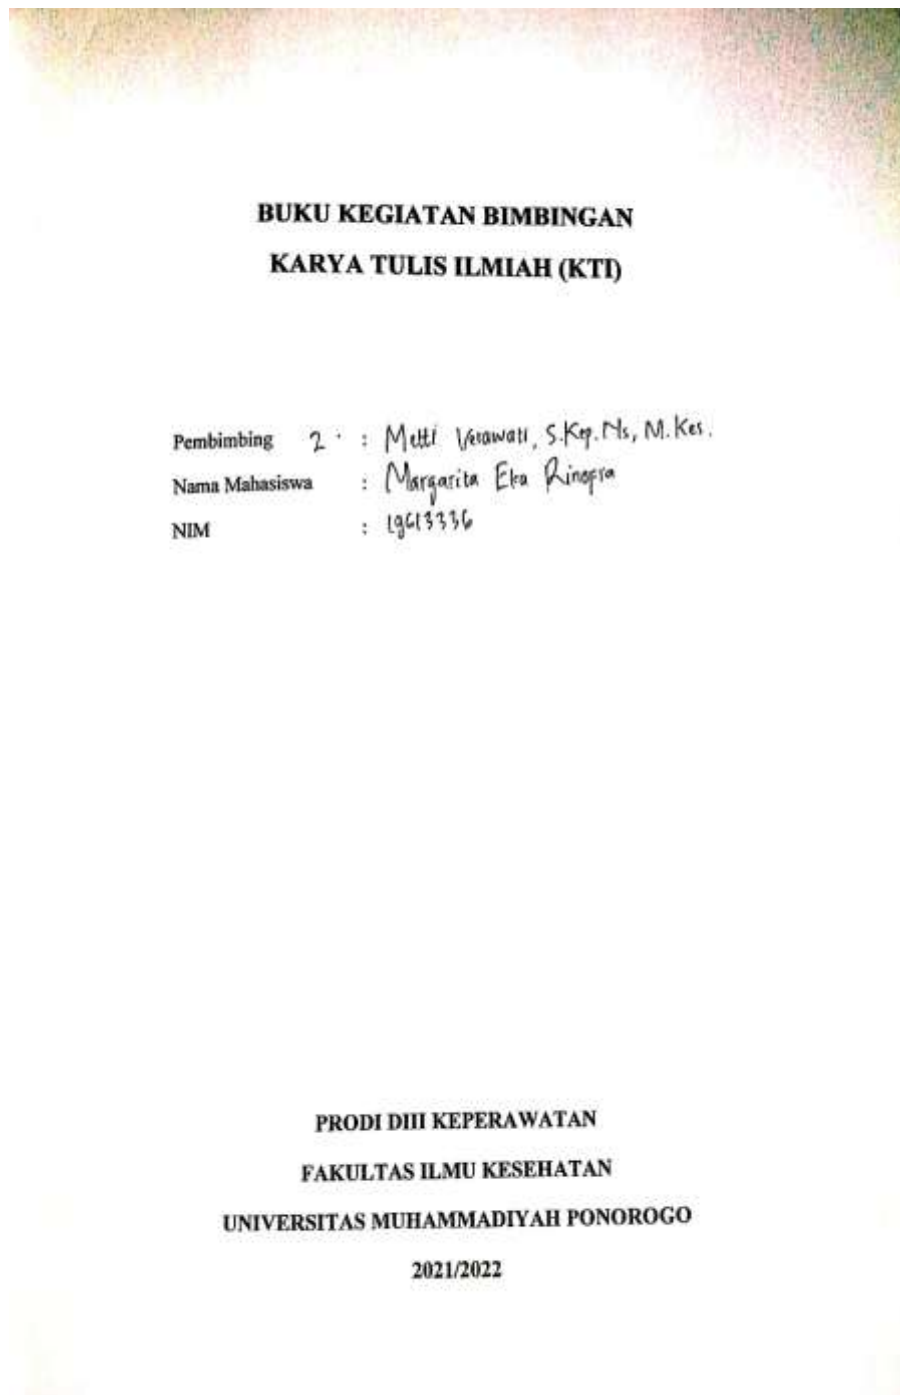 BUKU KEGIATAN BIMBINGAN
KARYA TULIS ILMIAH (KTI)
Pembimbing 2 : Metti Verawati, S.Kep.Ns, M.Kes.
Nama Mahasiswa : Margarita Eka Rinopra
NIM : 19613336
PRODI DIII KEPERAWATAN
FAKULTAS ILMU KESEHATAN
UNIVERSITAS MUHAMMADIYAH PONOROGO
2021/2022